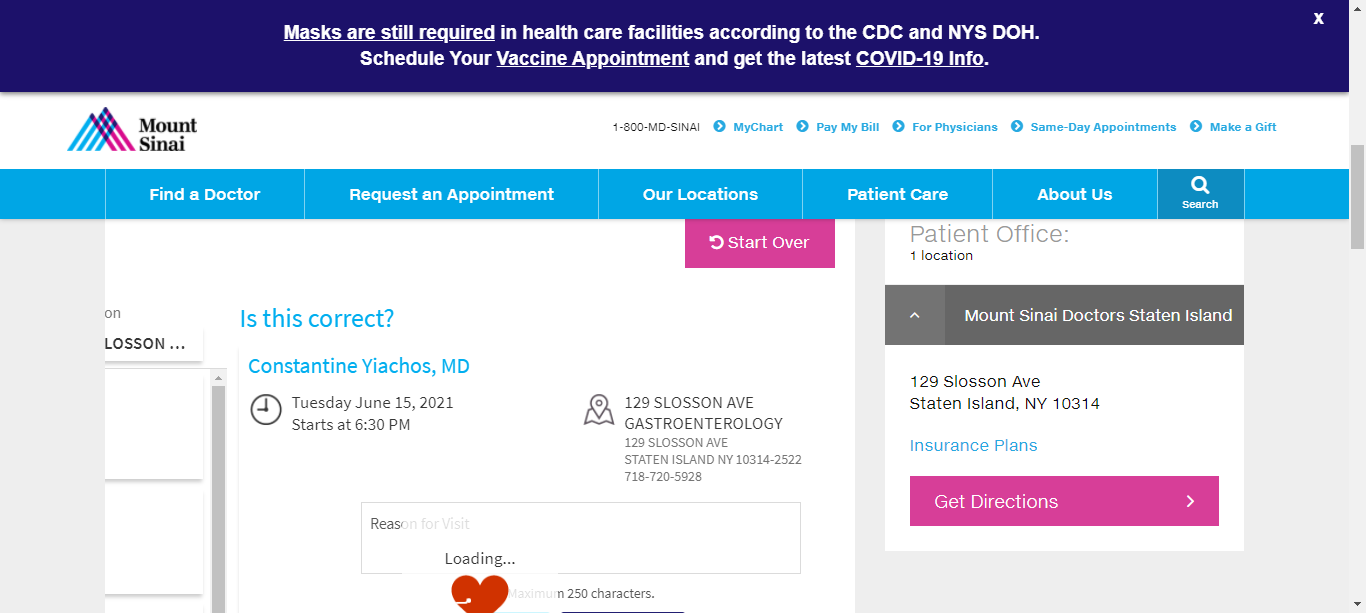 Masks are still required in health care facilities according to the CDC and NYS DOH.
X
Schedule Your Vaccine Appointment and get the latest COVID-19 Info.
Mount
Sinai
1-800-MD-SINAI
MyChart
Pay My Bill
For Physicians
Same-Day Appointments
Make a Gift
Find a Doctor
Request an Appointment
Our Locations
Patient Care
About Us
Search
Start Over
on
LOSSON ...
Is this correct?
Constantine Yiachos, MD
Tuesday June 15, 2021
Starts at 6:30 PM
129 SLOSSON AVE
GASTROENTEROLOGY
129 SLOSSON AVE
STATEN ISLAND NY 10314-2522
718-720-5928
Reason for Visit
Loading...
Maximum 250 characters.
Patient Office:
1 location
Mount Sinai Doctors Staten Island
129 Slosson Ave
Staten Island, NY 10314
Insurance Plans
Get Directions